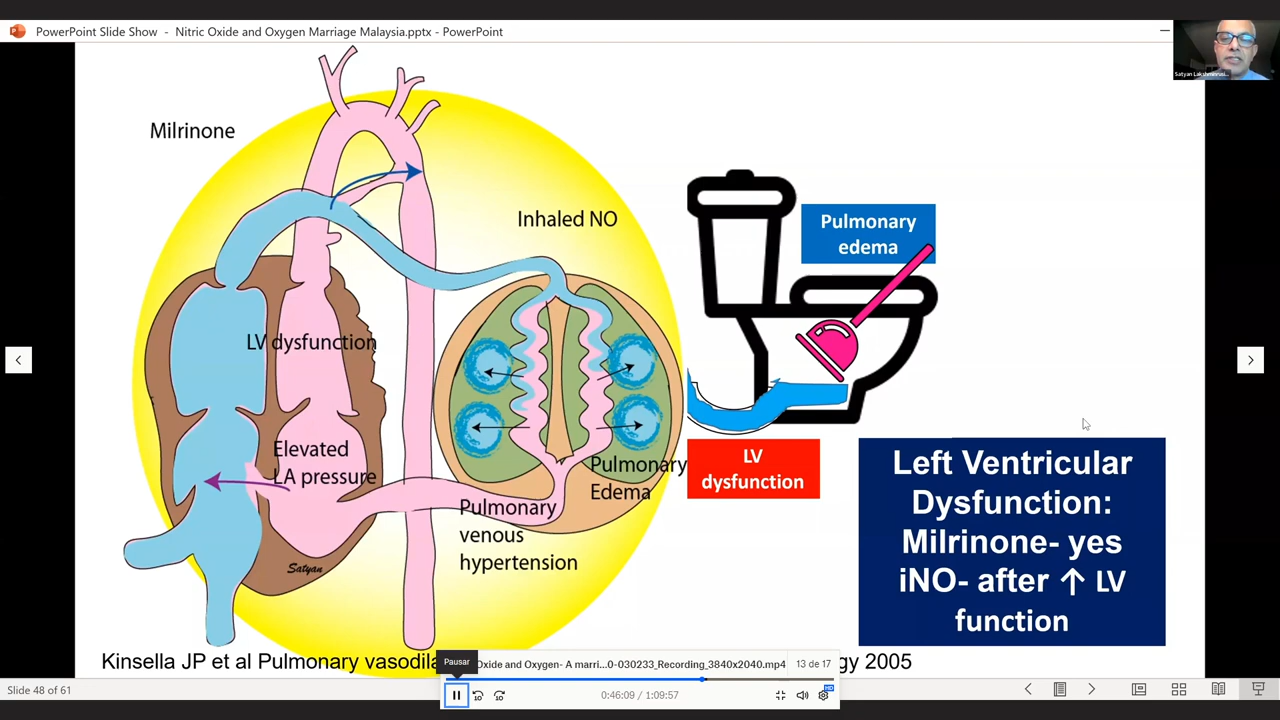 PowerPoint Slide Show - Nitric Oxide and Oxygen Marriage Malaysia.pptx - PowerPoint
Milrinone
Inhaled NO
Pulmonary
edema
LV dysfunction
Elevated
LA pressure
Pulmonary
Edema
Pulmonary
venous
hypertension
Satyan
LV
dysfunction
Left Ventricular
Dysfunction:
Milrinone- yes
iNO- after ↑ LV
function
Kinsella JP et al Pulmonary 2005
Pausar
Oxide and Oxygen- A marri...0-030233_Recording_3840x2040.mp4
13 de 17
10
10
HD
0:46:09 / 1:09:57
Slide 48 of 61